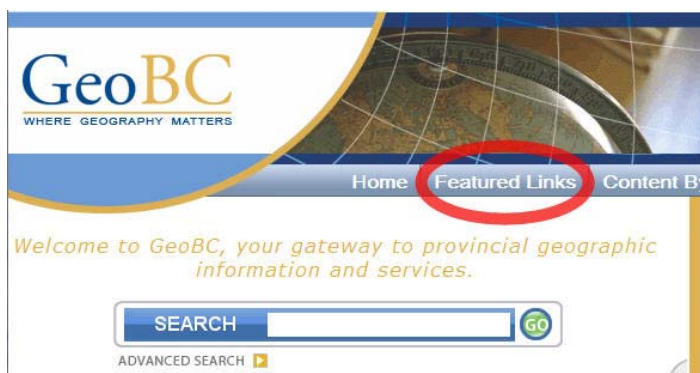 GeoBC
WHERE GEOGRAPHY MATTERS
Home Featured Links Content B
Welcome to GeoBC, your gateway to provincial geographic
information and services.
SEARCH GO
ADVANCED SEARCH